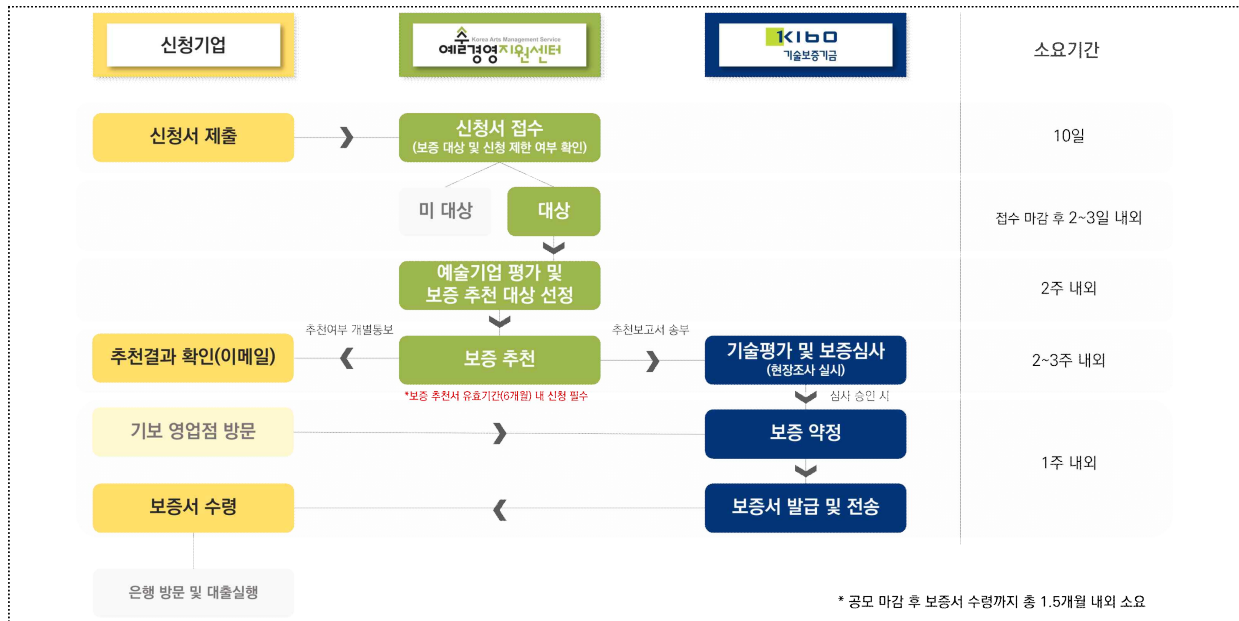 신청기업
Korea Arts Management Service
예술경영지원센터
KIBO
기술보증기금
소요기간
신청서 제출
신청서 접수
(보증 대상 및 신청 제한 여부 확인)
10일
미 대상
대상
접수 마감 후 2~3일 내외
예술기업 평가 및
보증 추천 대상 선정
2주 내외
추천여부 개별통보
추천보고서 송부
추천결과 확인(이메일)
보증 추천
기술평가 및 보증심사
(현장조사 실시)
2~3주 내외
*보증 추천서 유효기간(6개월) 내 신청 필수
심사 승인 시
기보 영업점 방문
보증 약정
1주 내외
보증서 수령
보증서 발급 및 전송
은행 방문 및 대출실행
* 공모 마감 후 보증서 수령까지 총 1.5개월 내외 소요